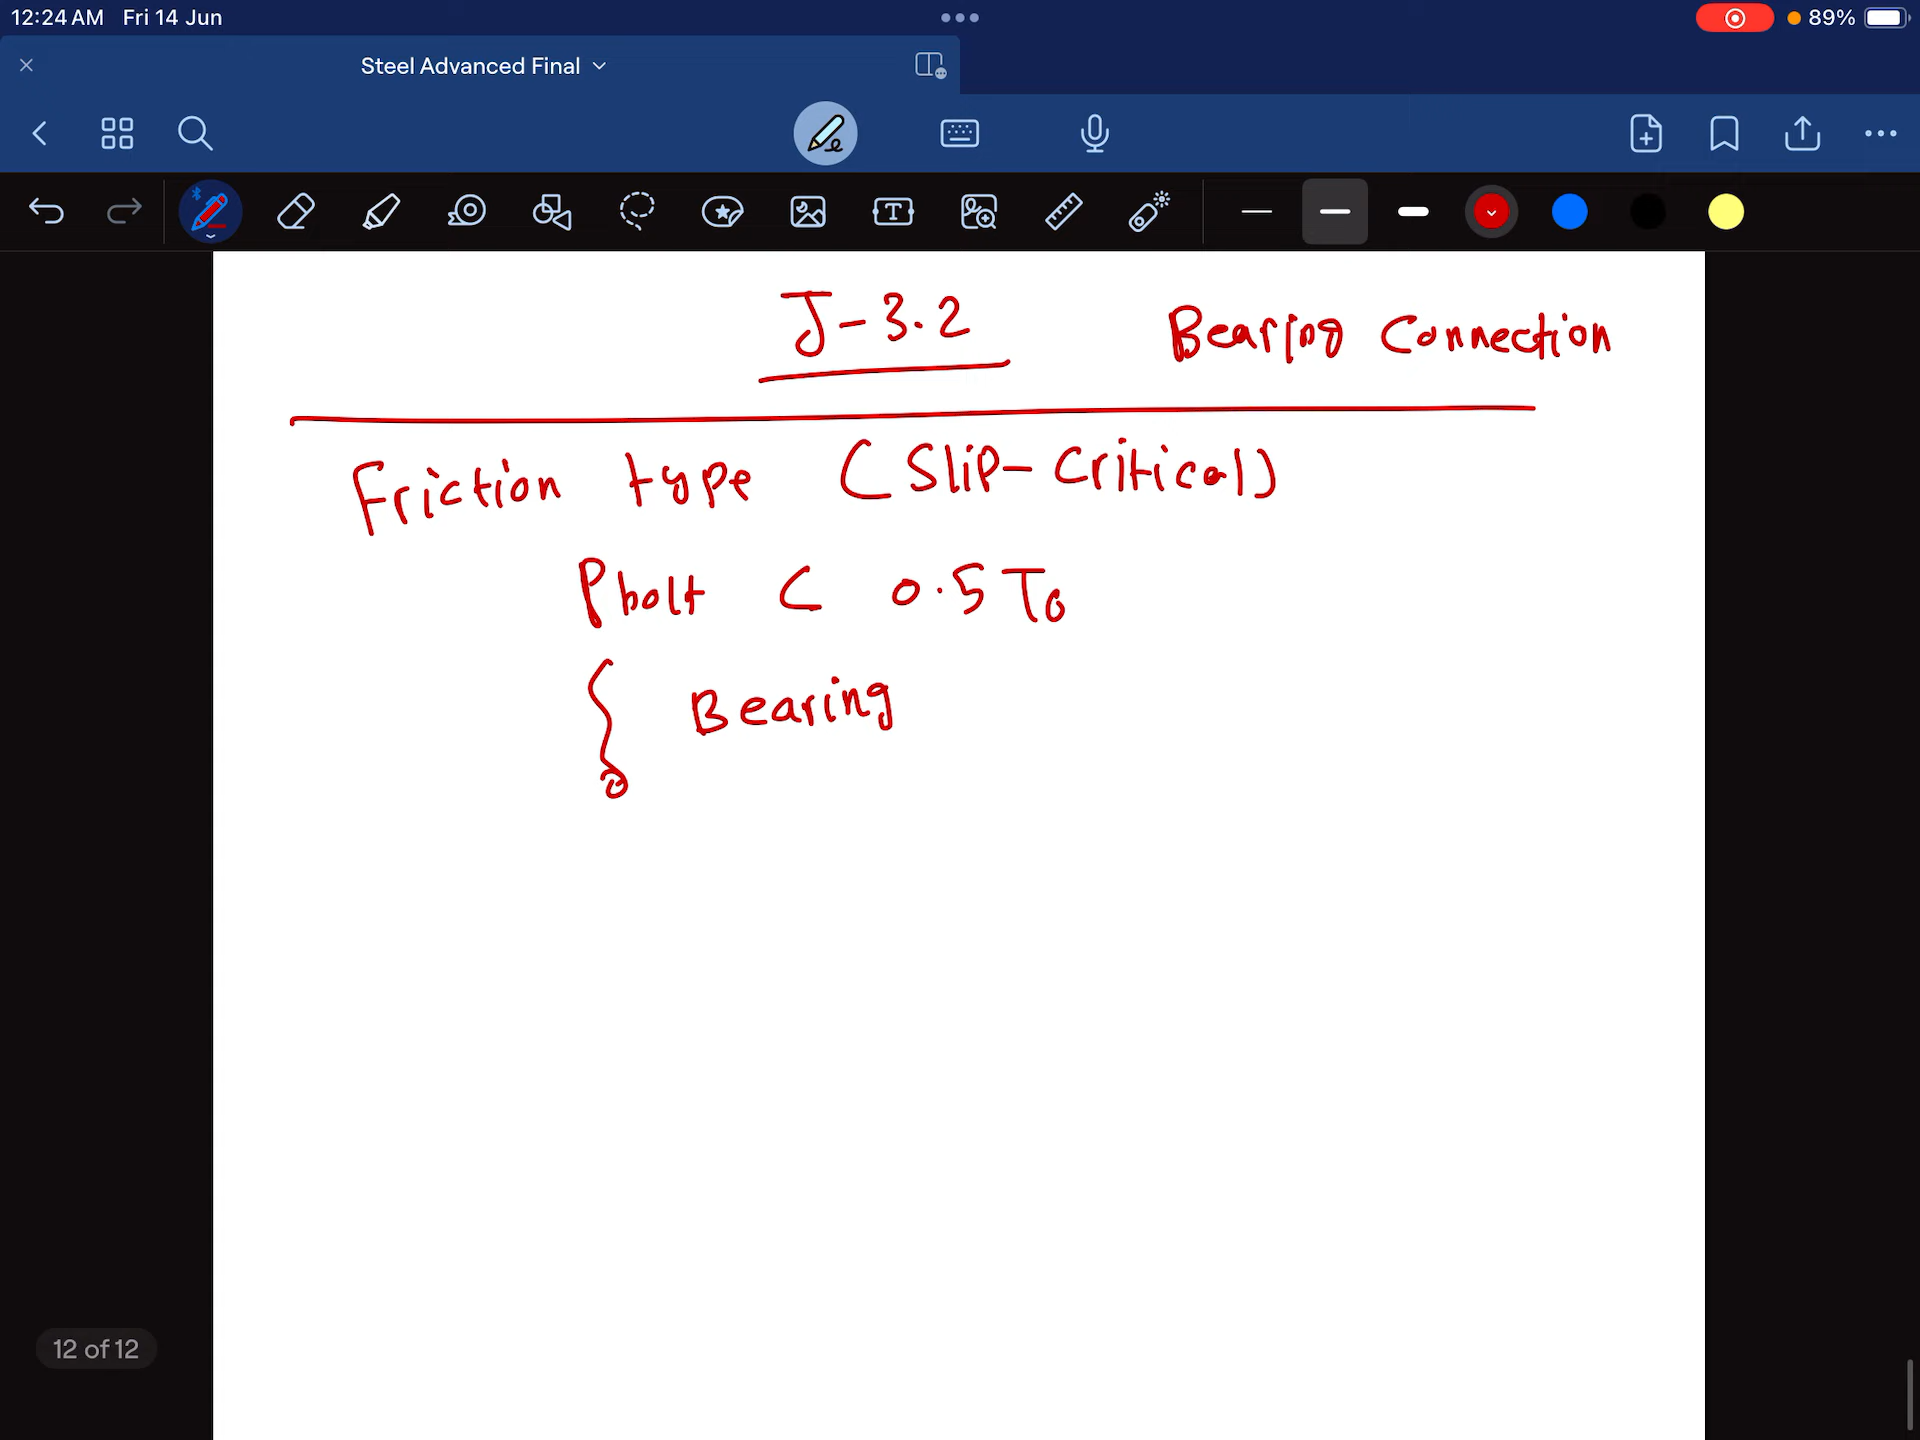 12:24 AM Fri 14 Jun
89%
Steel Advanced Final
J-3.2 Bearing Connection
Friction type (Slip-Critical)
Pbolt < 0.5 T0
{ Bearing
12 of 12